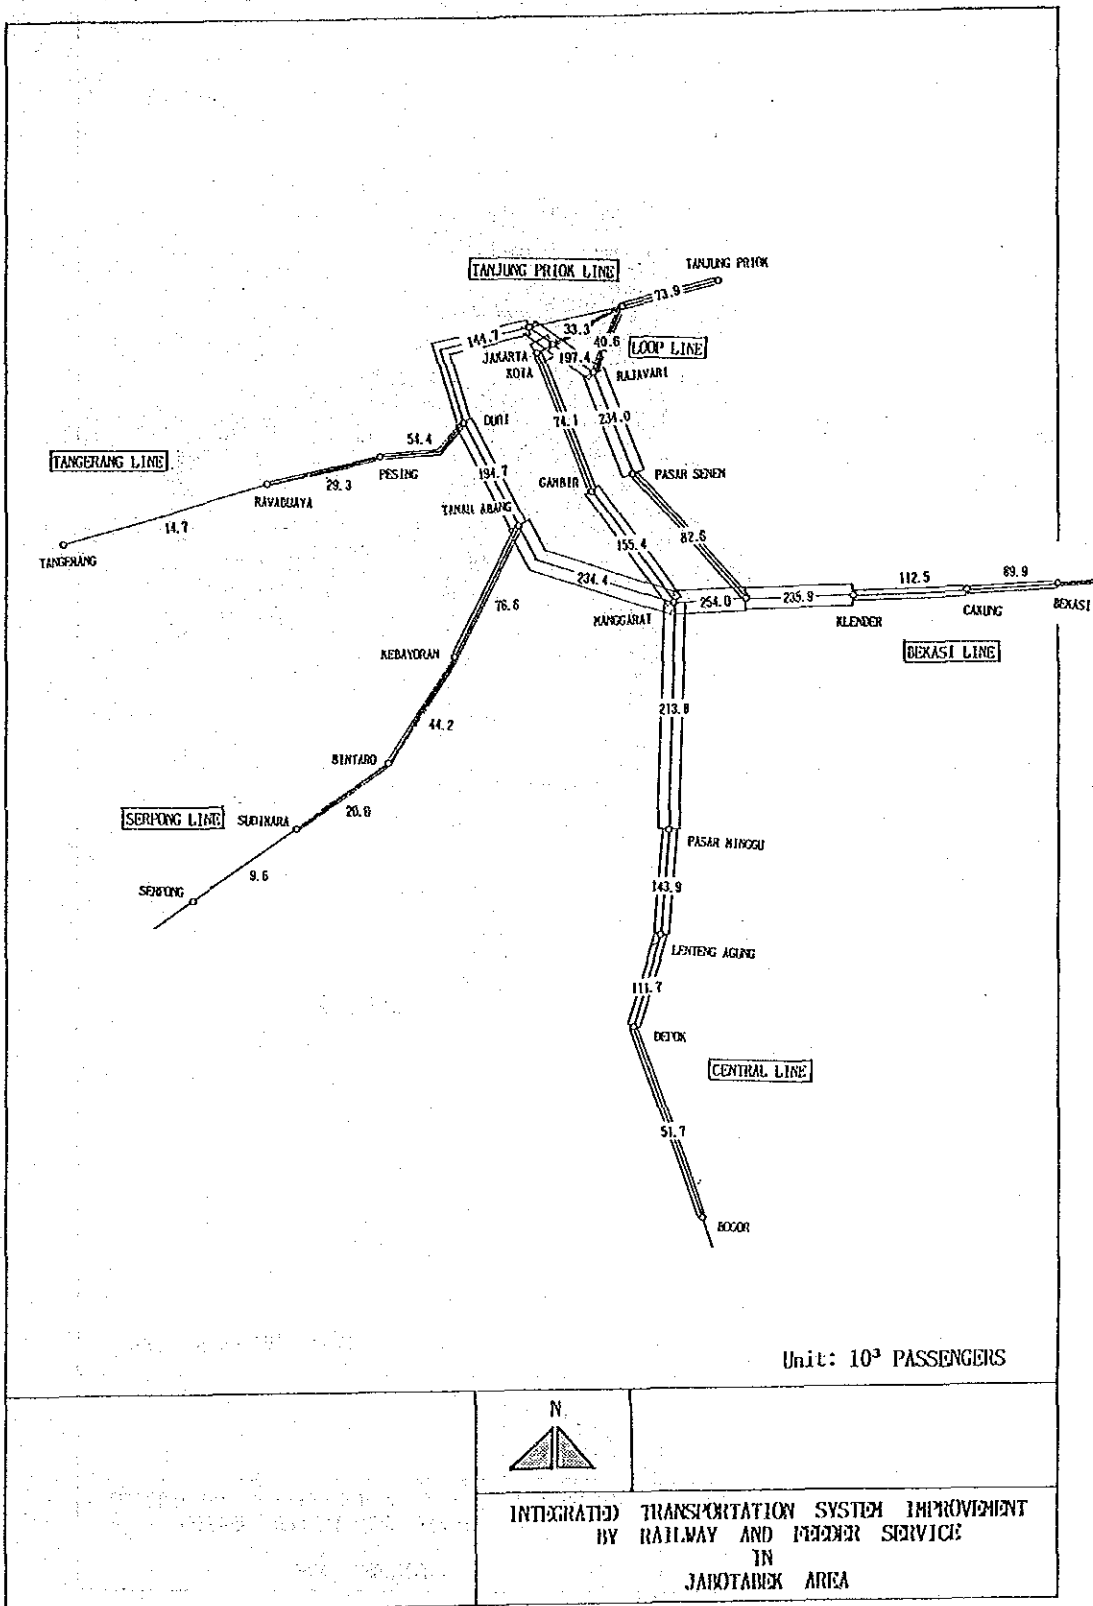 TANJUNG PRIOK
TANJUNG PRIOK LINE
73.9
33.3
144.7
40.6
LOOP LINE
JAKARTA
KOTA
197.4
RAJAWARI
74.1
234.0
DURI
54.4
TANGERANG LINE
PESING
194.7
PASAR SENEN
GAMBIR
29.3
RAWABUAYA
TANAH ABANG
14.7
155.4
82.8
TANGERANG
234.4
112.5
89.9
76.6
254.0
235.9
MANGGARAI
KLENDER
CAKUNG
BEKASI
BEKASI LINE
KEBAYORAN
213.8
44.2
BINTARO
20.8
SERPONG LINE
SUDIMARA
PASAR MINGGU
9.6
SERPONG
143.9
LENTENG AGUNG
111.7
DEPOK
CENTRAL LINE
51.7
BOGOR
Unit: 10³ PASSENGERS
N
INTEGRATED TRANSPORTATION SYSTEM IMPROVEMENT
BY RAILWAY AND FEEDER SERVICE
IN
JABOTABEK AREA